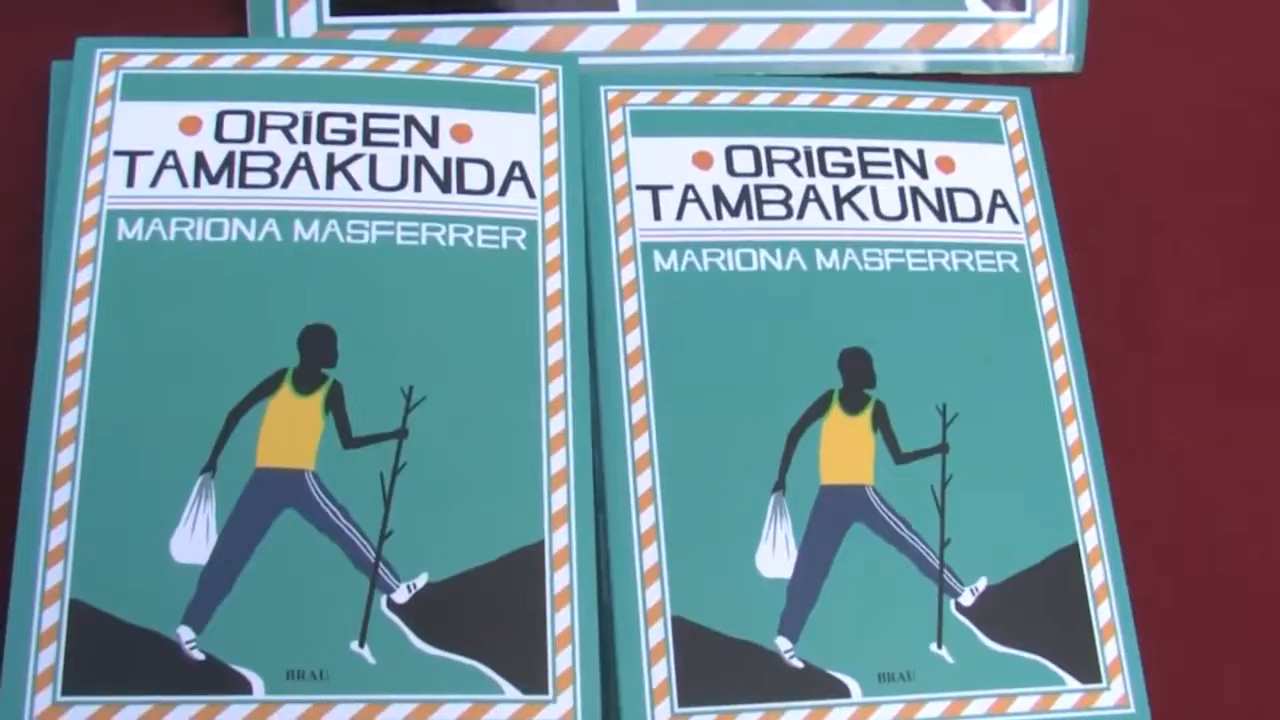 ORiGEN
TAMBAKUNDA
MARIONA MASFERRER
BRAU
ORiGEN
TAMBAKUNDA
MARIONA MASFERRER
BRAU